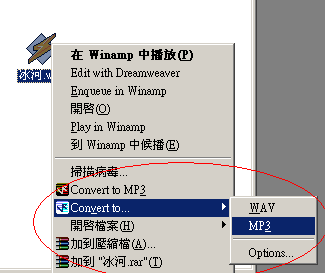 冰河.w
在 Winamp 中播放(P)
Edit with Dreamweaver
Enqueue in Winamp
開啓(O)
Play in Winamp
到 Winamp 中候播(E)
掃描病毒...
Convert to MP3
Convert to...
開啓檔案(H)
加到壓縮檔(A)...
加到 "冰河.rar"(T)
WAV
MP3
Options...